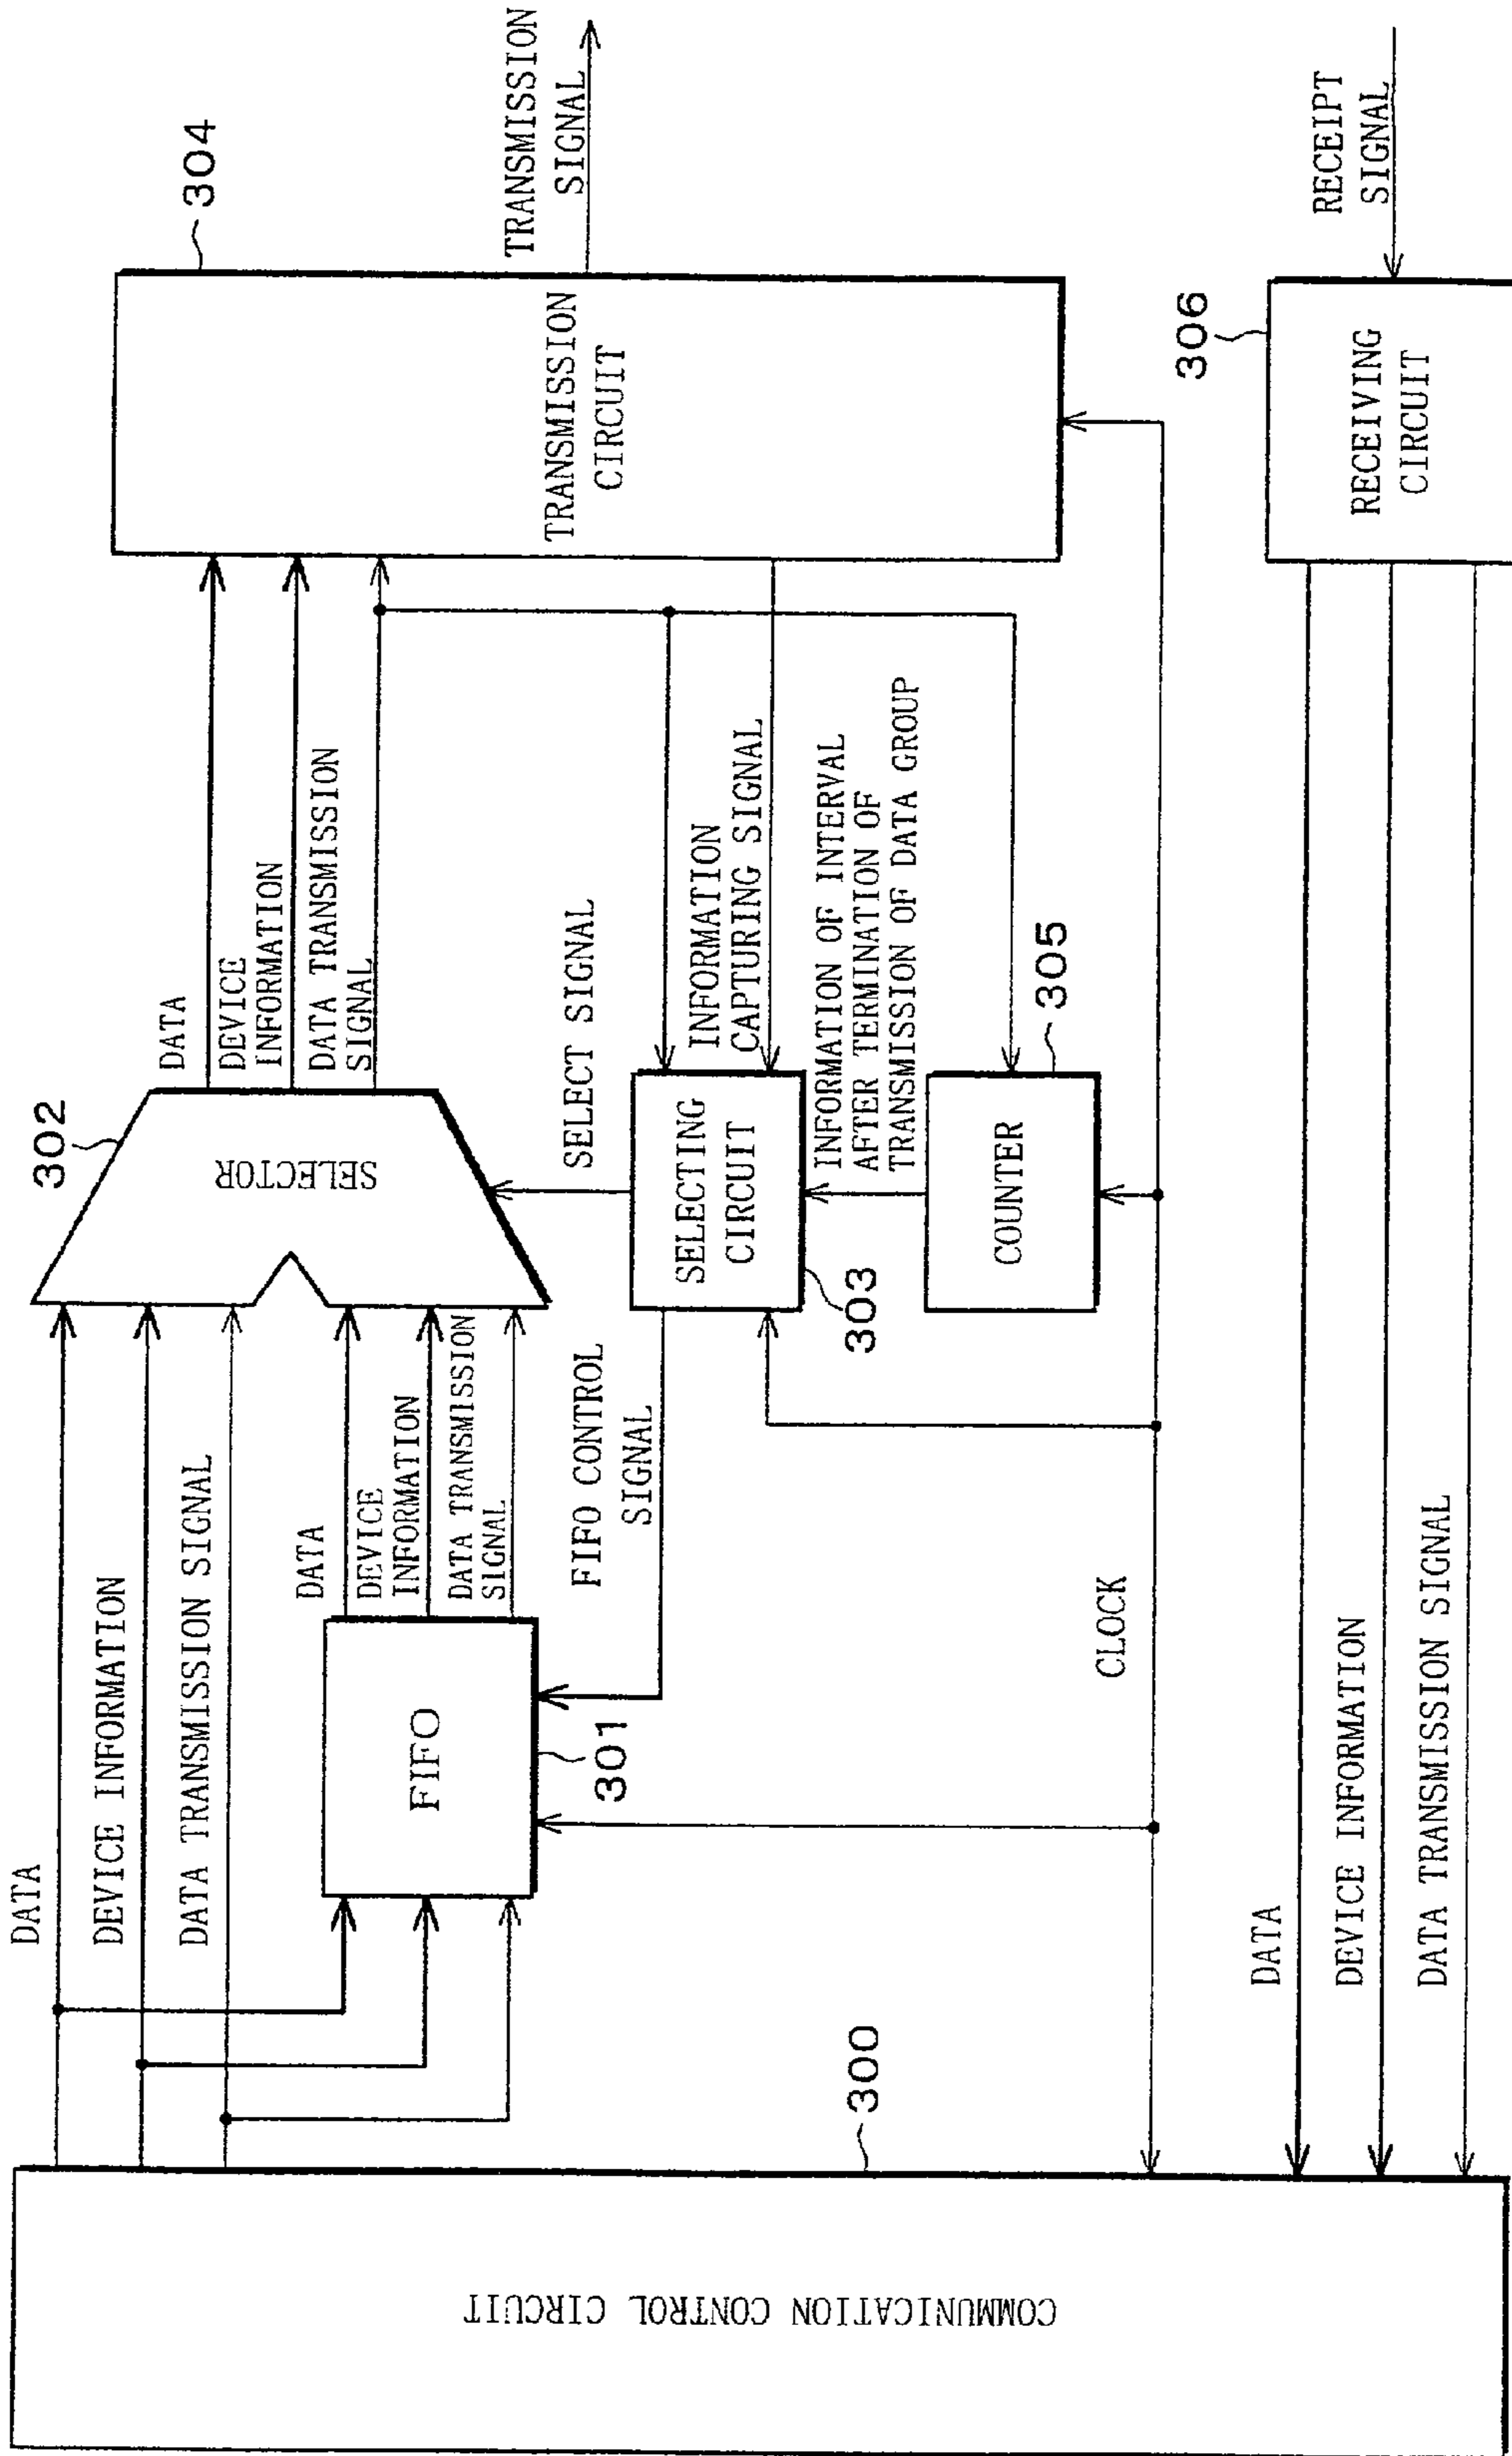 COMMUNICATION CONTROL CIRCUIT
300
DATA
DEVICE INFORMATION
DATA TRANSMISSION SIGNAL
FIFO
301
DATA
DEVICE
INFORMATION
DATA TRANSMISSION
SIGNAL
FIFO CONTROL
SIGNAL
CLOCK
SELECTOR
302
SELECT SIGNAL
SELECTING
CIRCUIT
303
COUNTER
305
DATA
DEVICE
INFORMATION
DATA TRANSMISSION
SIGNAL
INFORMATION
CAPTURING SIGNAL
INFORMATION OF INTERVAL
AFTER TERMINATION OF
TRANSMISSION OF DATA GROUP
TRANSMISSION
CIRCUIT
304
TRANSMISSION
SIGNAL
DATA
DEVICE INFORMATION
DATA TRANSMISSION SIGNAL
RECEIVING
CIRCUIT
306
RECEIPT
SIGNAL